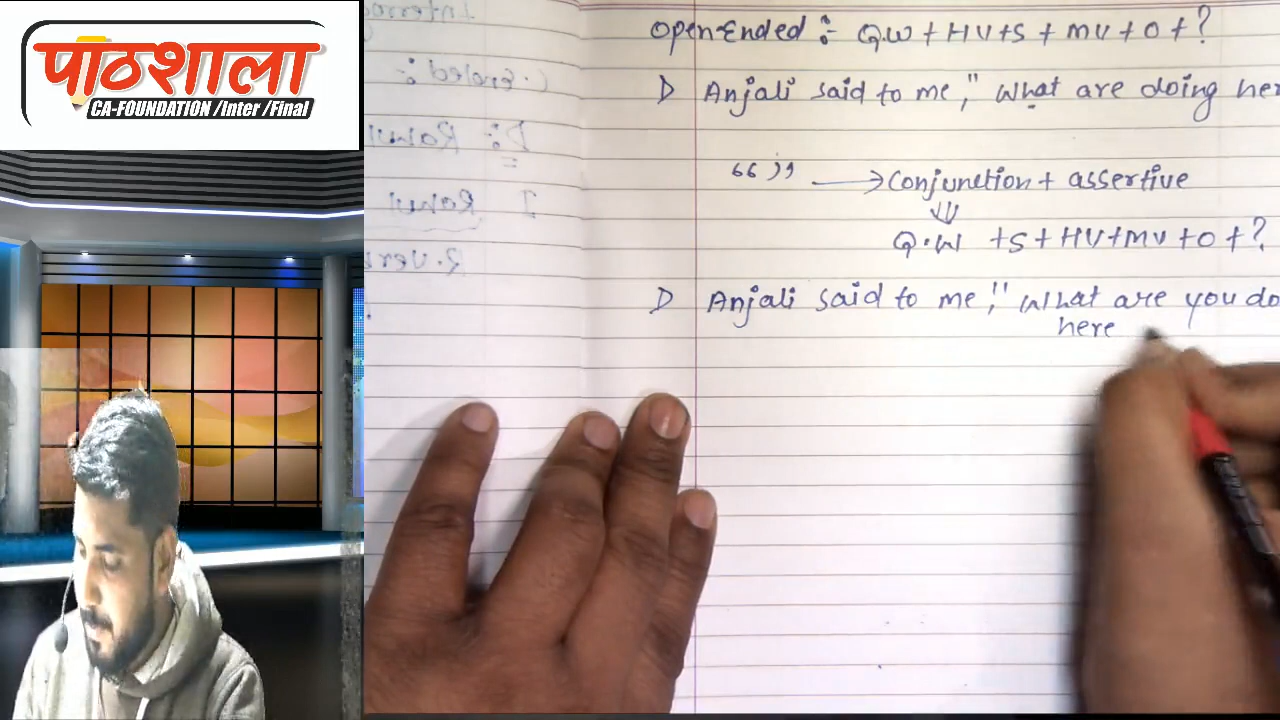 पाठशाला
CA-FOUNDATION /Inter /Final
Open-Ended :- Q.W + HV + S + MV + O + ?
D Anjali said to me," What are doing her
“ ” → Conjunction + assertive
⇓
Q.W + S + HV + MV + O + ?
D Anjali said to me," What are you do
here